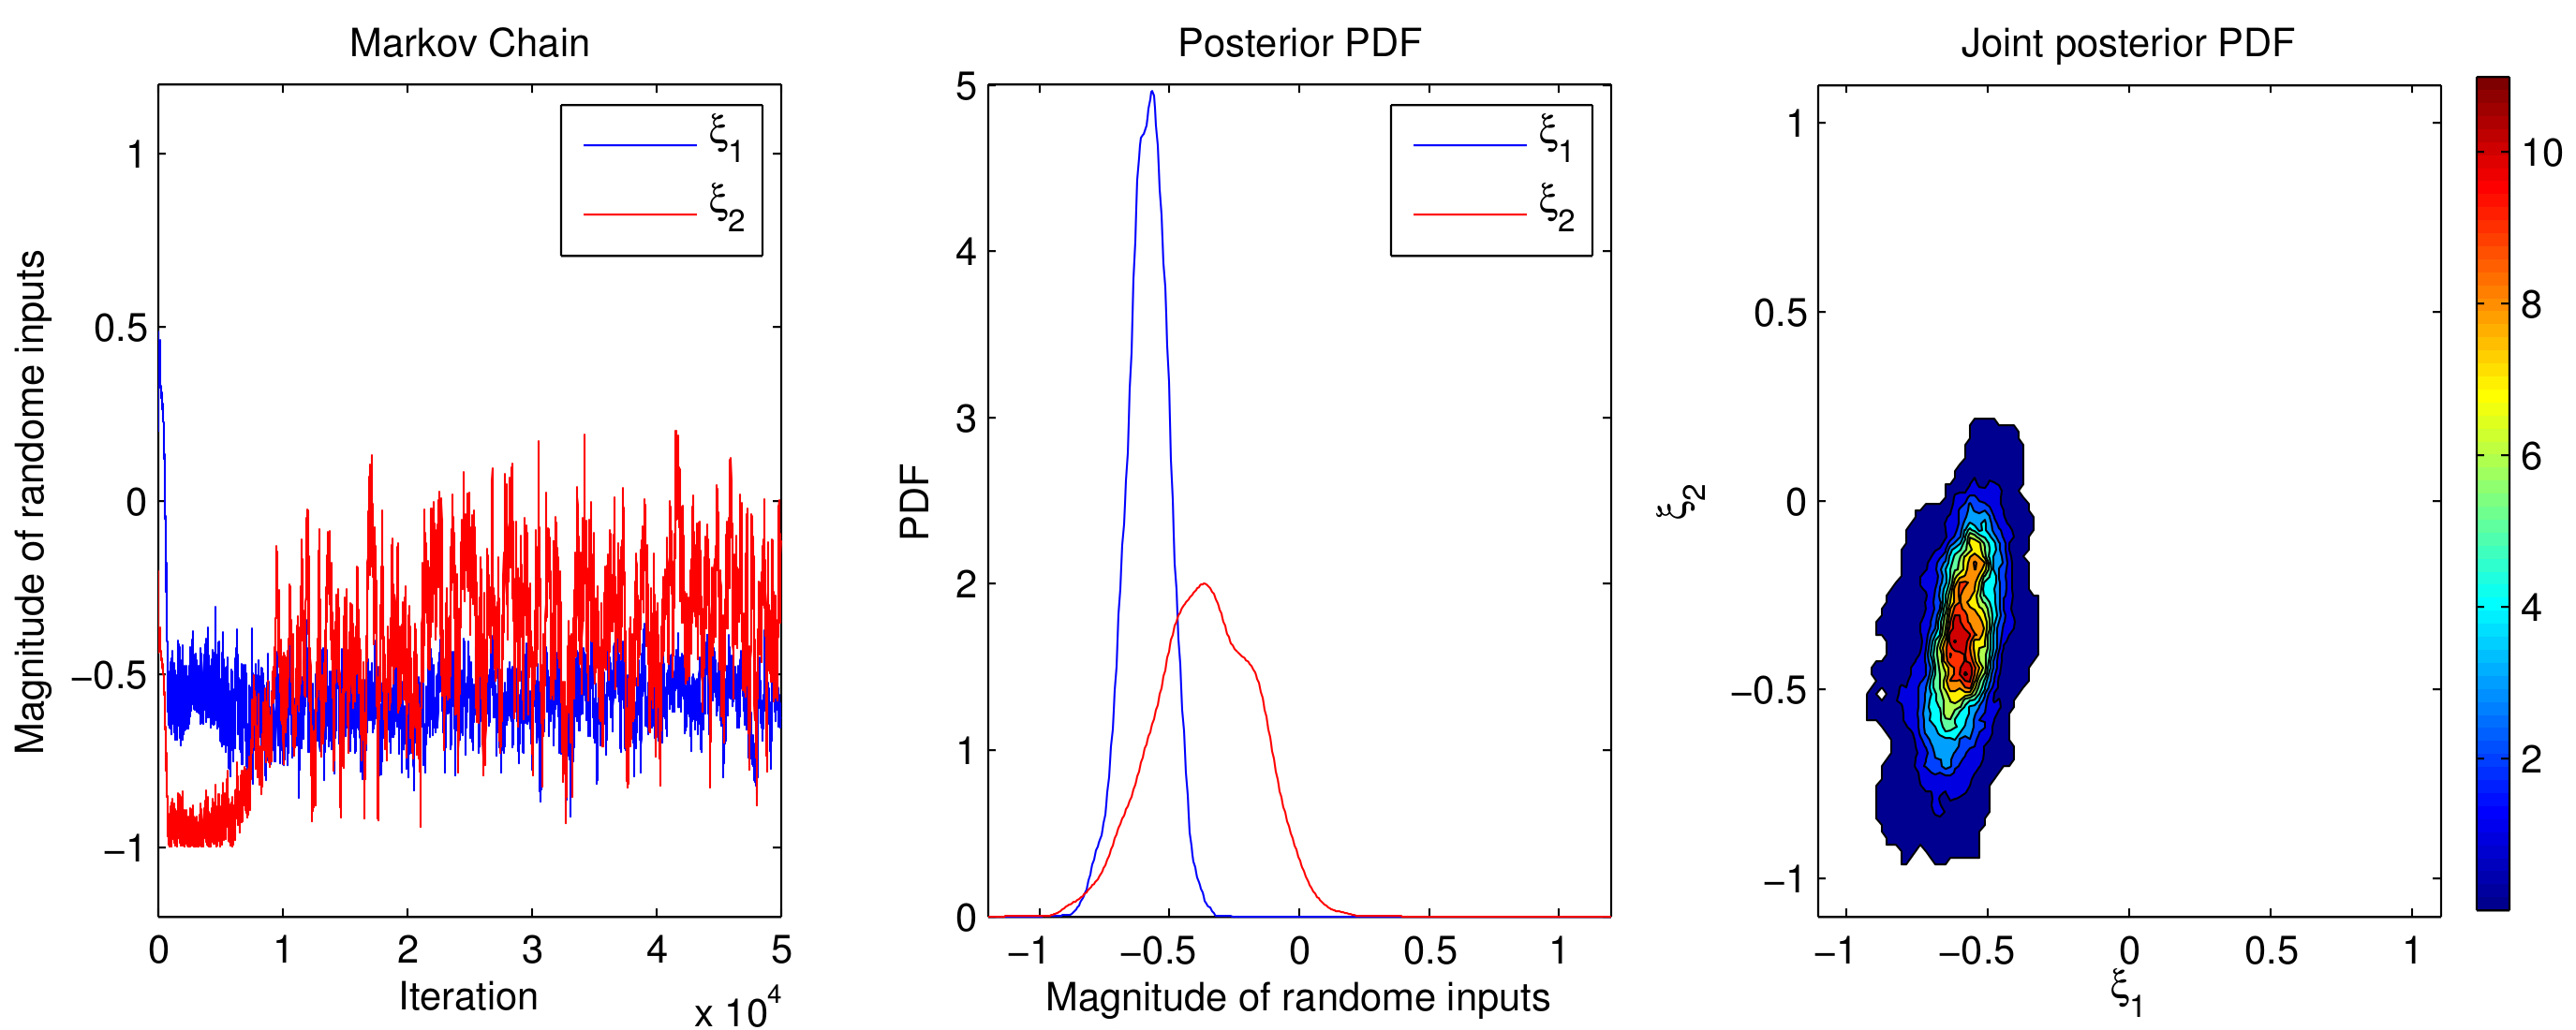 Markov Chain
Magnitude of randome inputs
1
0.5
0
−0.5
−1
0 1 2 3 4 5
Iteration
x 10⁴
ξ₁
ξ₂
Posterior PDF
PDF
5
4
3
2
1
0
−1 −0.5 0 0.5 1
Magnitude of randome inputs
ξ₁
ξ₂
Joint posterior PDF
ξ₂
1
0.5
0
−0.5
−1
−1 −0.5 0 0.5 1
ξ₁
10
8
6
4
2